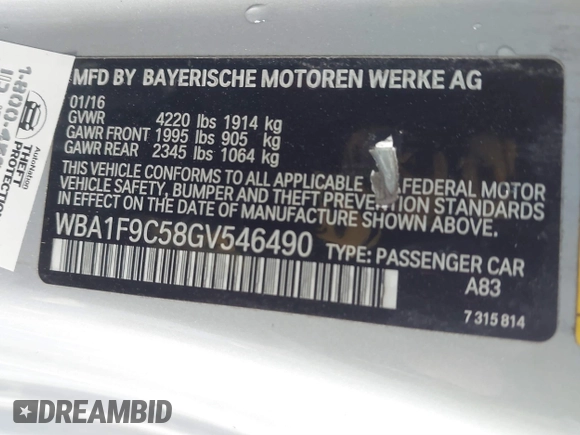 MFD BY BAYERISCHE MOTOREN WERKE AG
01/16
GVWR 4220 lbs 1914 kg
GAWR FRONT 1995 lbs 905 kg
GAWR REAR 2345 lbs 1064 kg
THIS VEHICLE CONFORMS TO ALL APPLICABLE FEDERAL MOTOR
VEHICLE SAFETY, BUMPER AND THEFT PREVENTION STANDARDS
IN EFFECT ON THE DATE OF MANUFACTURE SHOWN ABOVE.
WBA1F9C58GV546490 TYPE: PASSENGER CAR
A83
7 315 814
AutoNation
THEFT
PROTECTION
DREAMBID